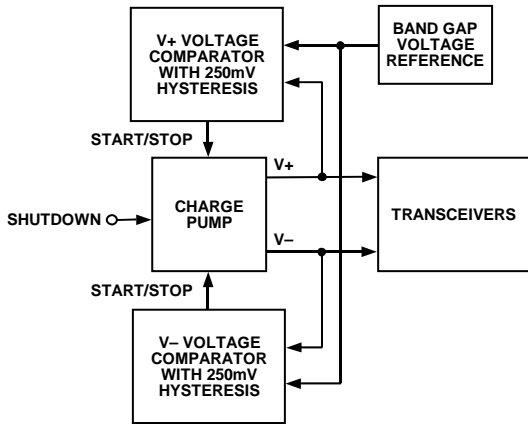 V+ VOLTAGE
COMPARATOR
WITH 250mV
HYSTERESIS
BAND GAP
VOLTAGE
REFERENCE
START/STOP
V+
SHUTDOWN
CHARGE
PUMP
TRANSCEIVERS
V–
START/STOP
V– VOLTAGE
COMPARATOR
WITH 250mV
HYSTERESIS